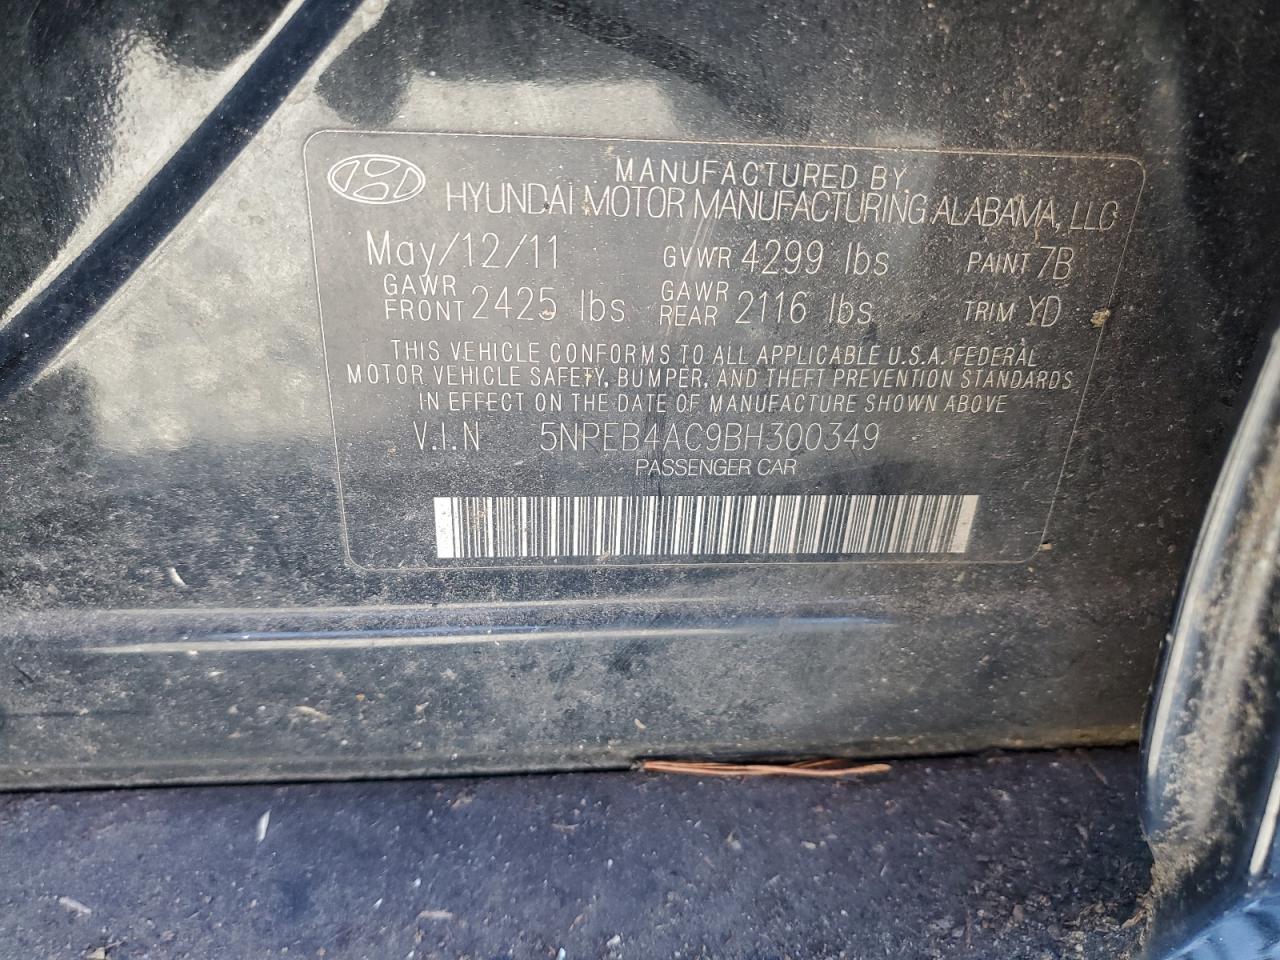 MANUFACTURED BY
HYUNDAI MOTOR MANUFACTURING ALABAMA, LLC
May/12/11 GVWR 4299 lbs PAINT 7B
GAWR FRONT 2425 lbs GAWR REAR 2116 lbs TRIM YD
THIS VEHICLE CONFORMS TO ALL APPLICABLE U.S.A. FEDERAL
MOTOR VEHICLE SAFETY, BUMPER, AND THEFT PREVENTION STANDARDS
IN EFFECT ON THE DATE OF MANUFACTURE SHOWN ABOVE
V.I.N 5NPEB4AC9BH300349
PASSENGER CAR